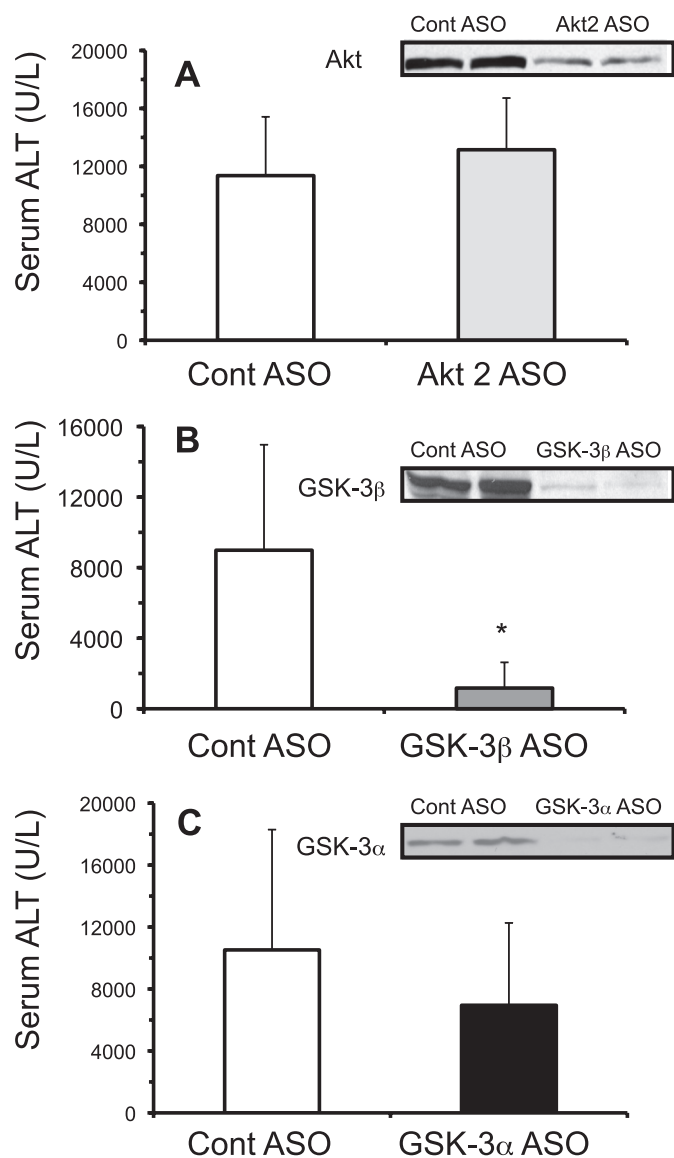 Cont ASO Akt2 ASO
Akt
A
Serum ALT (U/L)
20000
16000
12000
8000
4000
0
Cont ASO Akt 2 ASO
B
Cont ASO GSK-3β ASO
GSK-3β
Serum ALT (U/L)
16000
12000
8000
4000
0
*
Cont ASO GSK-3β ASO
C
Cont ASO GSK-3α ASO
GSK-3α
Serum ALT (U/L)
20000
16000
12000
8000
4000
0
Cont ASO GSK-3α ASO